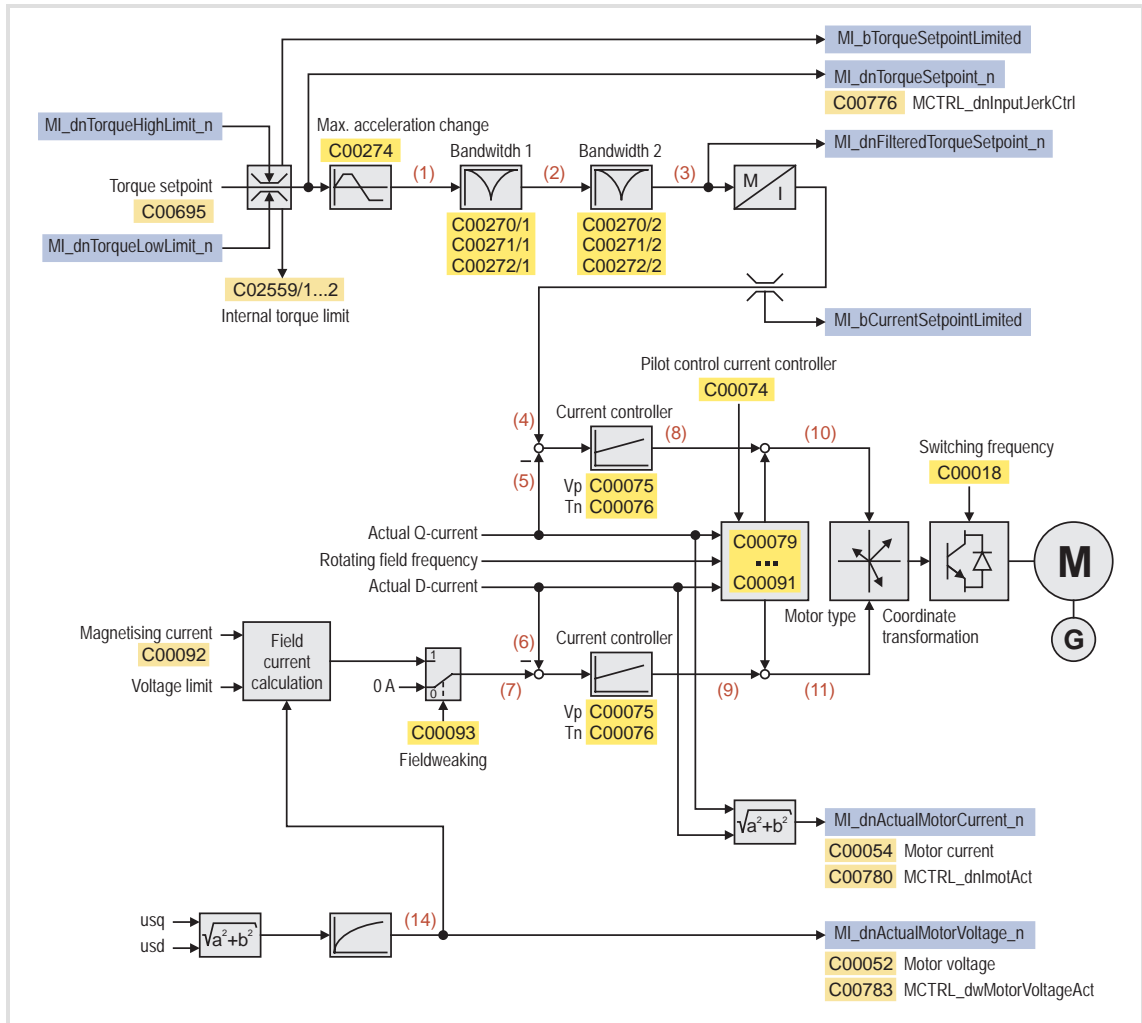 MI_bTorqueSetpointLimited
MI_dnTorqueSetpoint_n
C00776 MCTRL_dnInputJerkCtrl
MI_dnTorqueHighLimit_n
Max. acceleration change
C00274
(1)
Bandwitdh 1
(2)
Bandwidth 2
(3)
MI_dnFilteredTorqueSetpoint_n
M
I
Torque setpoint
C00695
MI_dnTorqueLowLimit_n
C00270/1
C00271/1
C00272/1
C00270/2
C00271/2
C00272/2
C02559/1...2
Internal torque limit
MI_bCurrentSetpointLimited
Pilot control current controller
C00074
(4)
Current controller
(8)
(10)
Switching frequency
C00018
(5)
Vp C00075
Tn C00076
Actual Q-current
Rotating field frequency
Actual D-current
C00079
...
C00091
Motor type
Coordinate
transformation
M
G
Magnetising current
C00092
Voltage limit
Field
current
calculation
0 A
1
0
C00093
Fieldweaking
(6)
(7)
Current controller
(9)
(11)
Vp C00075
Tn C00076
√a²+b²
MI_dnActualMotorCurrent_n
C00054 Motor current
C00780 MCTRL_dnImotAct
usq
usd
√a²+b²
(14)
MI_dnActualMotorVoltage_n
C00052 Motor voltage
C00783 MCTRL_dwMotorVoltageAct